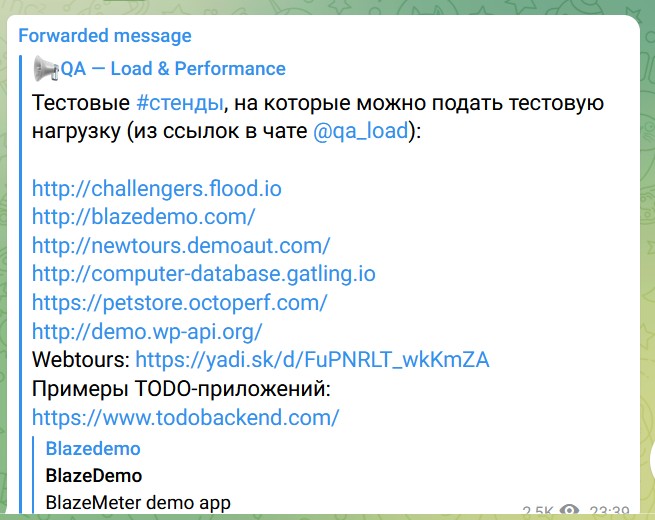 Forwarded message
QA — Load & Performance
Тестовые #стенды, на которые можно подать тестовую
нагрузку (из ссылок в чате @qa_load):
http://challengers.flood.io
http://blazedemo.com/
http://newtours.demoaut.com/
http://computer-database.gatling.io
https://petstore.octoperf.com/
http://demo.wp-api.org/
Webtours: https://yadi.sk/d/FuPNRLT_wkKmZA
Примеры TODO-приложений:
https://www.todobackend.com/
Blazedemo
BlazeDemo
BlazeMeter demo app
2.5K 23:39